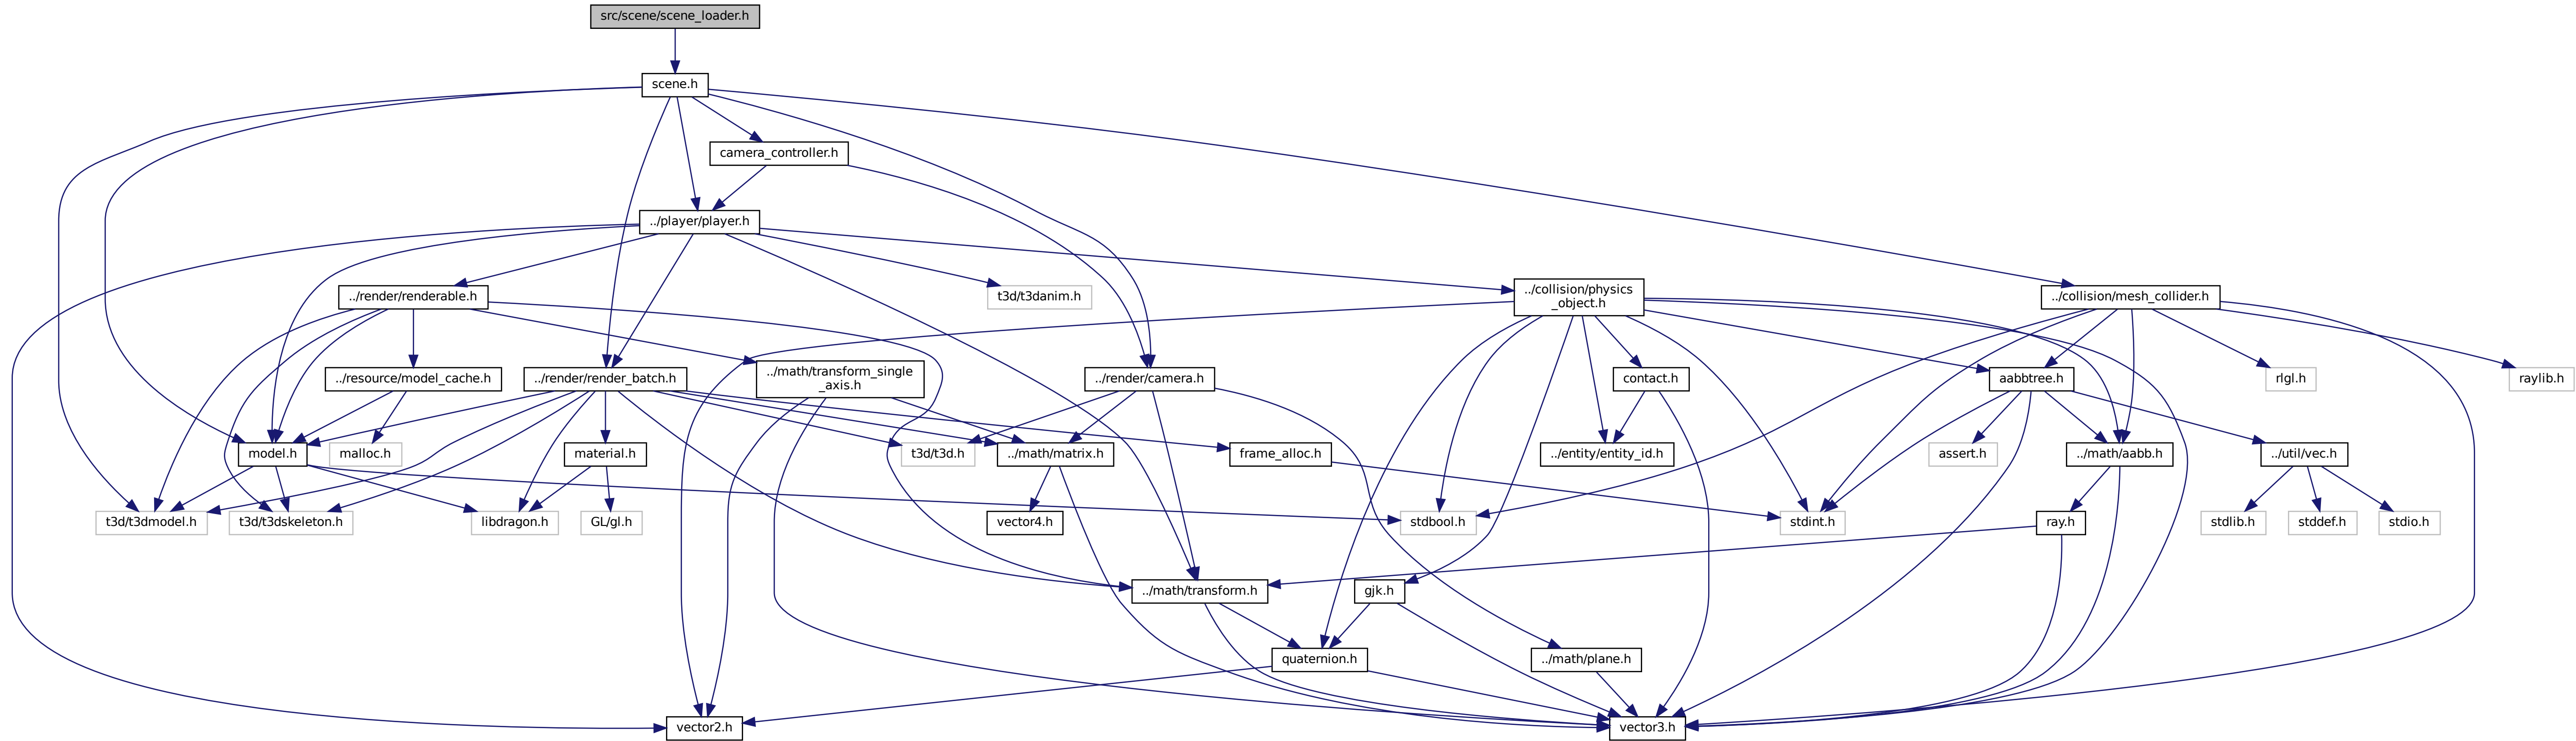 src/scene/scene_loader.h
scene.h
camera_controller.h
../player/player.h
../render/renderable.h
t3d/t3danim.h
../collision/physics
_object.h
../collision/mesh_collider.h
../resource/model_cache.h
../render/render_batch.h
../math/transform_single
_axis.h
../render/camera.h
contact.h
aabbtree.h
rlgl.h
raylib.h
model.h
malloc.h
material.h
t3d/t3d.h
../math/matrix.h
frame_alloc.h
../entity/entity_id.h
assert.h
../math/aabb.h
../util/vec.h
t3d/t3dmodel.h
t3d/t3dskeleton.h
libdragon.h
GL/gl.h
vector4.h
stdbool.h
stdint.h
ray.h
stdlib.h
stddef.h
stdio.h
../math/transform.h
gjk.h
quaternion.h
../math/plane.h
vector2.h
vector3.h